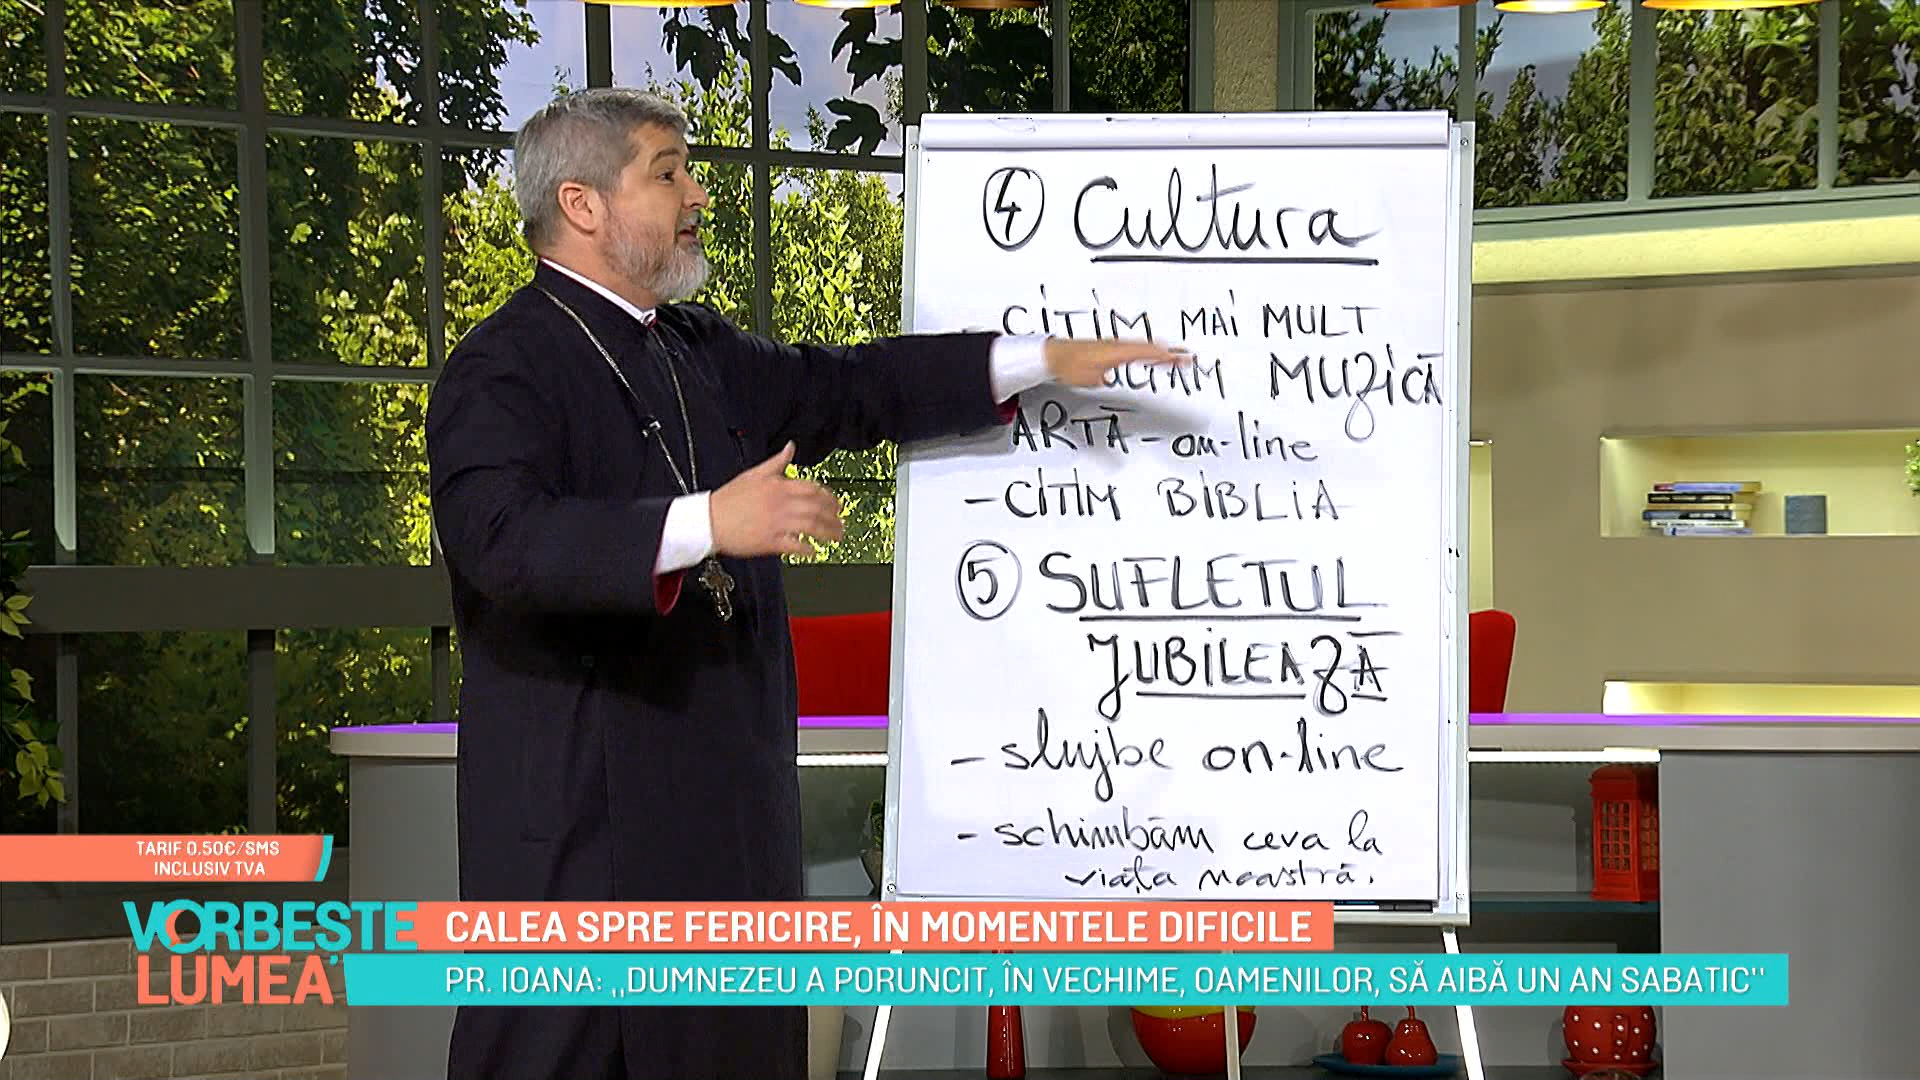 ④ Cultura
- CITIM MAI MULT
MUZICĂ
- ARTĂ - on-line
- CITIM BIBLIA
⑤ SUFLETUL
JUBILEAZĂ
- slujbe on-line
- schimbăm ceva la
viața noastră.
TARIF 0.50€/SMS
INCLUSIV TVA
VORBEȘTE
LUMEA
CALEA SPRE FERICIRE, ÎN MOMENTELE DIFICILE
PR. IOANA: ,,DUMNEZEU A PORUNCIT, ÎN VECHIME, OAMENILOR, SĂ AIBĂ UN AN SABATIC''